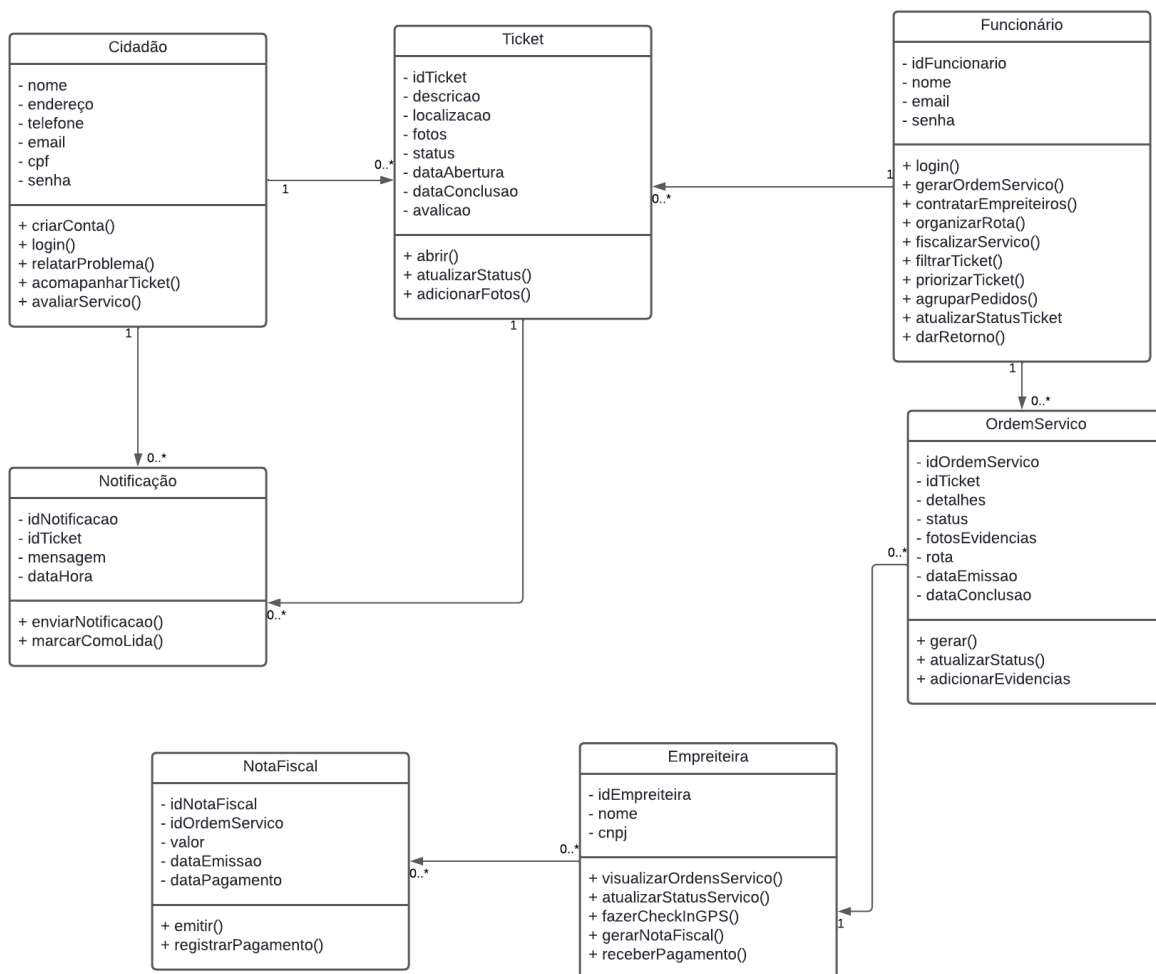 Cidadão
- nome
- endereço
- telefone
- email
- cpf
- senha
+ criarConta()
+ login()
+ relatarProblema()
+ acomapanharTicket()
+ avaliarServico()
1
0..*
1
0..*
Ticket
- idTicket
- descricao
- localizacao
- fotos
- status
- dataAbertura
- dataConclusao
- avalicao
+ abrir()
+ atualizarStatus()
+ adicionarFotos()
1
0..*
Funcionário
- idFuncionario
- nome
- email
- senha
+ login()
+ gerarOrdemServico()
+ contratarEmpreiteiros()
+ organizarRota()
+ fiscalizarServico()
+ filtrarTicket()
+ priorizarTicket()
+ agruparPedidos()
+ atualizarStatusTicket
+ darRetorno()
1
0..*
1
0..*
Notificação
- idNotificacao
- idTicket
- mensagem
- dataHora
+ enviarNotificacao()
+ marcarComoLida()
OrdemServico
- idOrdemServico
- idTicket
- detalhes
- status
- fotosEvidencias
- rota
- dataEmissao
- dataConclusao
+ gerar()
+ atualizarStatus()
+ adicionarEvidencias
0..*
1
NotaFiscal
- idNotaFiscal
- idOrdemServico
- valor
- dataEmissao
- dataPagamento
+ emitir()
+ registrarPagamento()
0..*
0..*
Empreiteira
- idEmpreiteira
- nome
- cnpj
+ visualizarOrdensServico()
+ atualizarStatusServico()
+ fazerCheckInGPS()
+ gerarNotaFiscal()
+ receberPagamento()